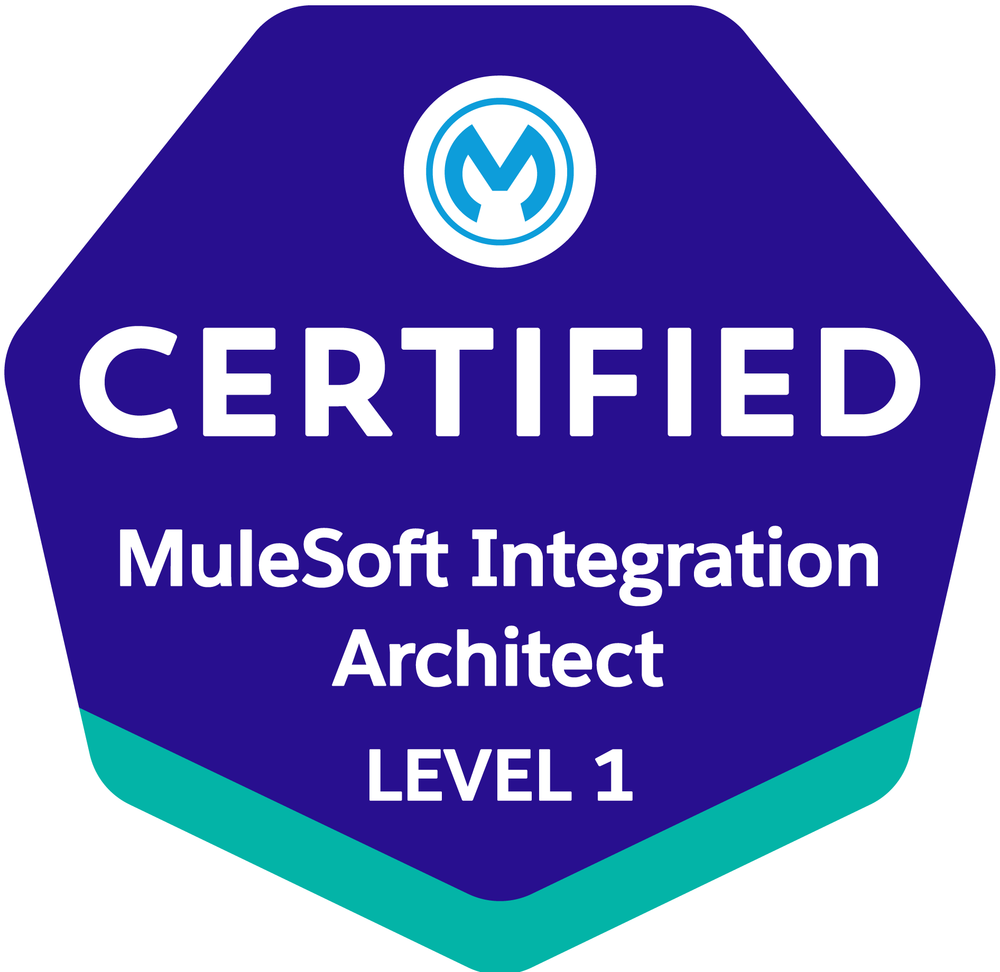 CERTIFIED
MuleSoft Integration
Architect
LEVEL 1